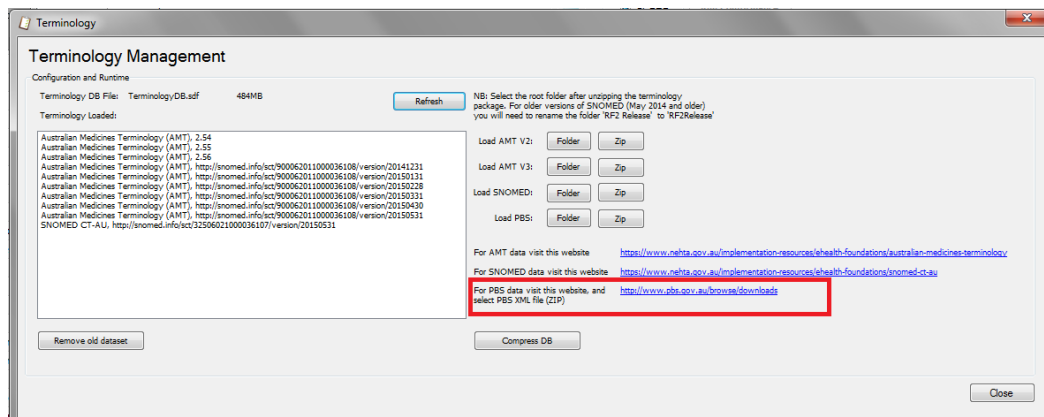 Terminology
Terminology Management
Configuration and Runtime
Terminology DB File: TerminologyDB.sdf 484MB
Refresh
Terminology Loaded:
Australian Medicines Terminology (AMT), 2.54
Australian Medicines Terminology (AMT), 2.55
Australian Medicines Terminology (AMT), 2.56
Australian Medicines Terminology (AMT), http://snomed.info/sct/900062011000036108/version/20141231
Australian Medicines Terminology (AMT), http://snomed.info/sct/900062011000036108/version/20150131
Australian Medicines Terminology (AMT), http://snomed.info/sct/900062011000036108/version/20150228
Australian Medicines Terminology (AMT), http://snomed.info/sct/900062011000036108/version/20150331
Australian Medicines Terminology (AMT), http://snomed.info/sct/900062011000036108/version/20150430
Australian Medicines Terminology (AMT), http://snomed.info/sct/900062011000036108/version/20150531
SNOMED CT-AU, http://snomed.info/sct/32506021000036107/version/20150531
Remove old dataset
NB: Select the root folder after unzipping the terminology
package. For older versions of SNOMED (May 2014 and older)
you will need to rename the folder 'RF2 Release' to 'RF2Release'
Load AMT V2: Folder Zip
Load AMT V3: Folder Zip
Load SNOMED: Folder Zip
Load PBS: Folder Zip
For AMT data visit this website https://www.nehta.gov.au/implementation-resources/ehealth-foundations/australian-medicines-terminology
For SNOMED data visit this website https://www.nehta.gov.au/implementation-resources/ehealth-foundations/snomed-ct-au
For PBS data visit this website, and http://www.pbs.gov.au/browse/downloads
select PBS XML file (ZIP)
Compress DB
Close